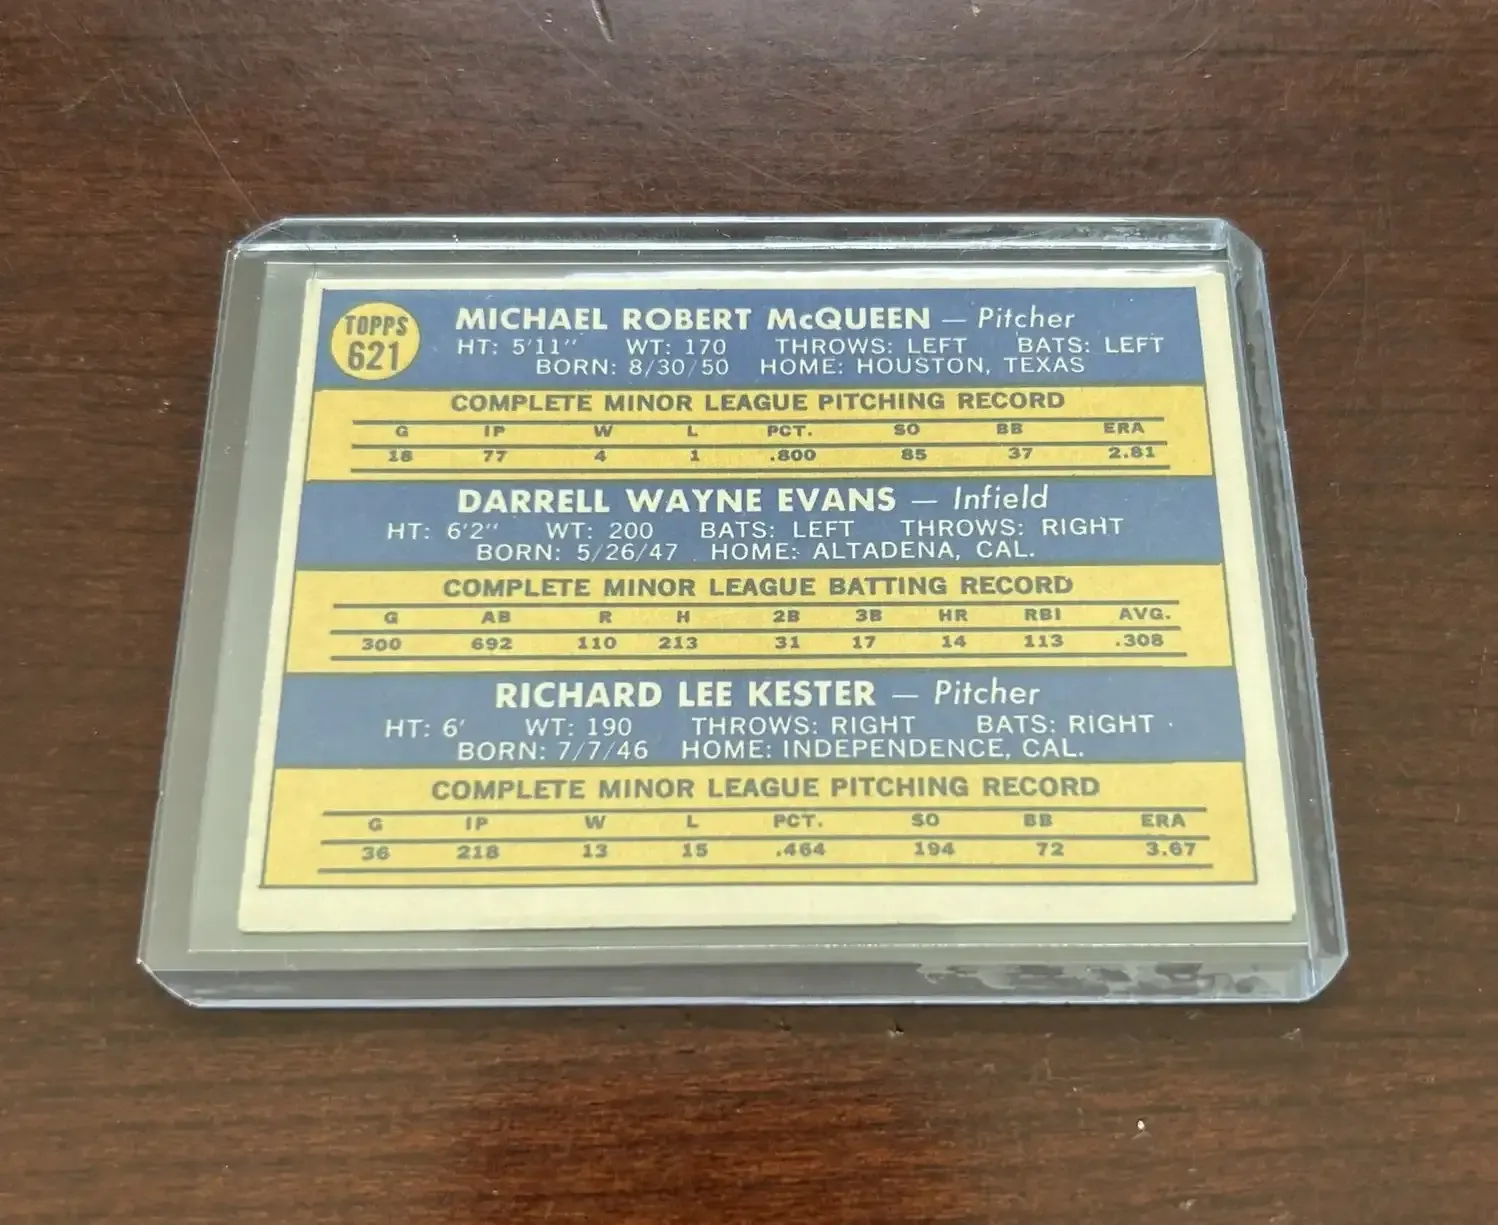 TOPPS
621
MICHAEL ROBERT McQUEEN — Pitcher
HT: 5'11" WT: 170 THROWS: LEFT BATS: LEFT
BORN: 8/30/50 HOME: HOUSTON, TEXAS
COMPLETE MINOR LEAGUE PITCHING RECORD
G IP W L PCT. SO BB ERA
18 77 4 1 .800 85 37 2.81
DARRELL WAYNE EVANS — Infield
HT: 6'2" WT: 200 BATS: LEFT THROWS: RIGHT
BORN: 5/26/47 HOME: ALTADENA, CAL.
COMPLETE MINOR LEAGUE BATTING RECORD
G AB R H 2B 3B HR RBI AVG.
300 692 110 213 31 17 14 113 .308
RICHARD LEE KESTER — Pitcher
HT: 6' WT: 190 THROWS: RIGHT BATS: RIGHT
BORN: 7/7/46 HOME: INDEPENDENCE, CAL.
COMPLETE MINOR LEAGUE PITCHING RECORD
G IP W L PCT. SO BB ERA
36 218 13 15 .464 194 72 3.67